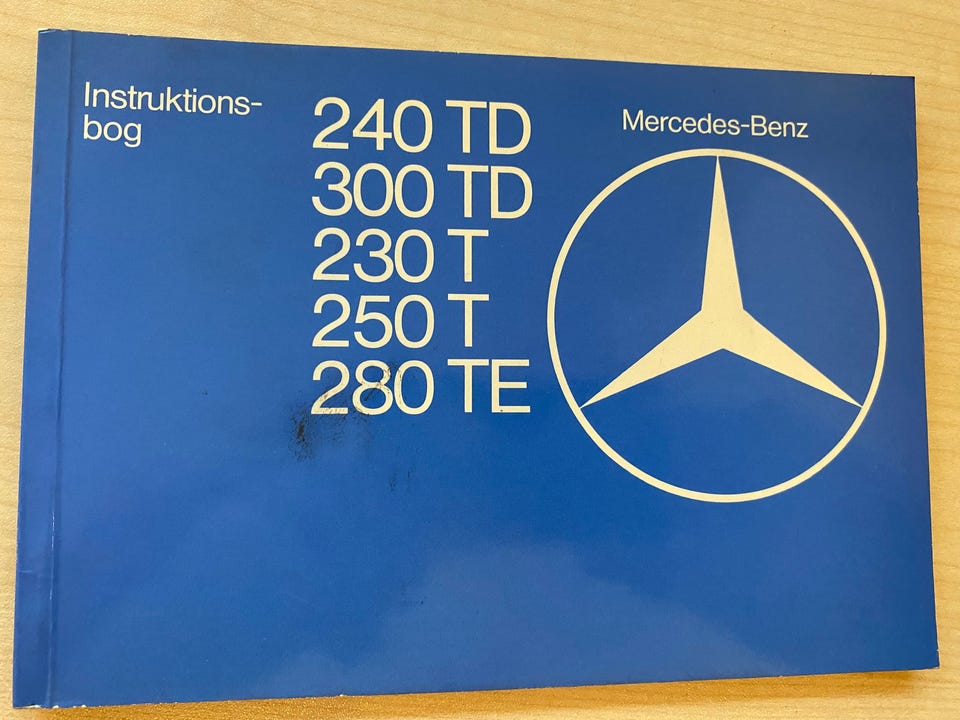 Instruktions-
bog
240 TD
300 TD
230 T
250 T
280 TE
Mercedes-Benz